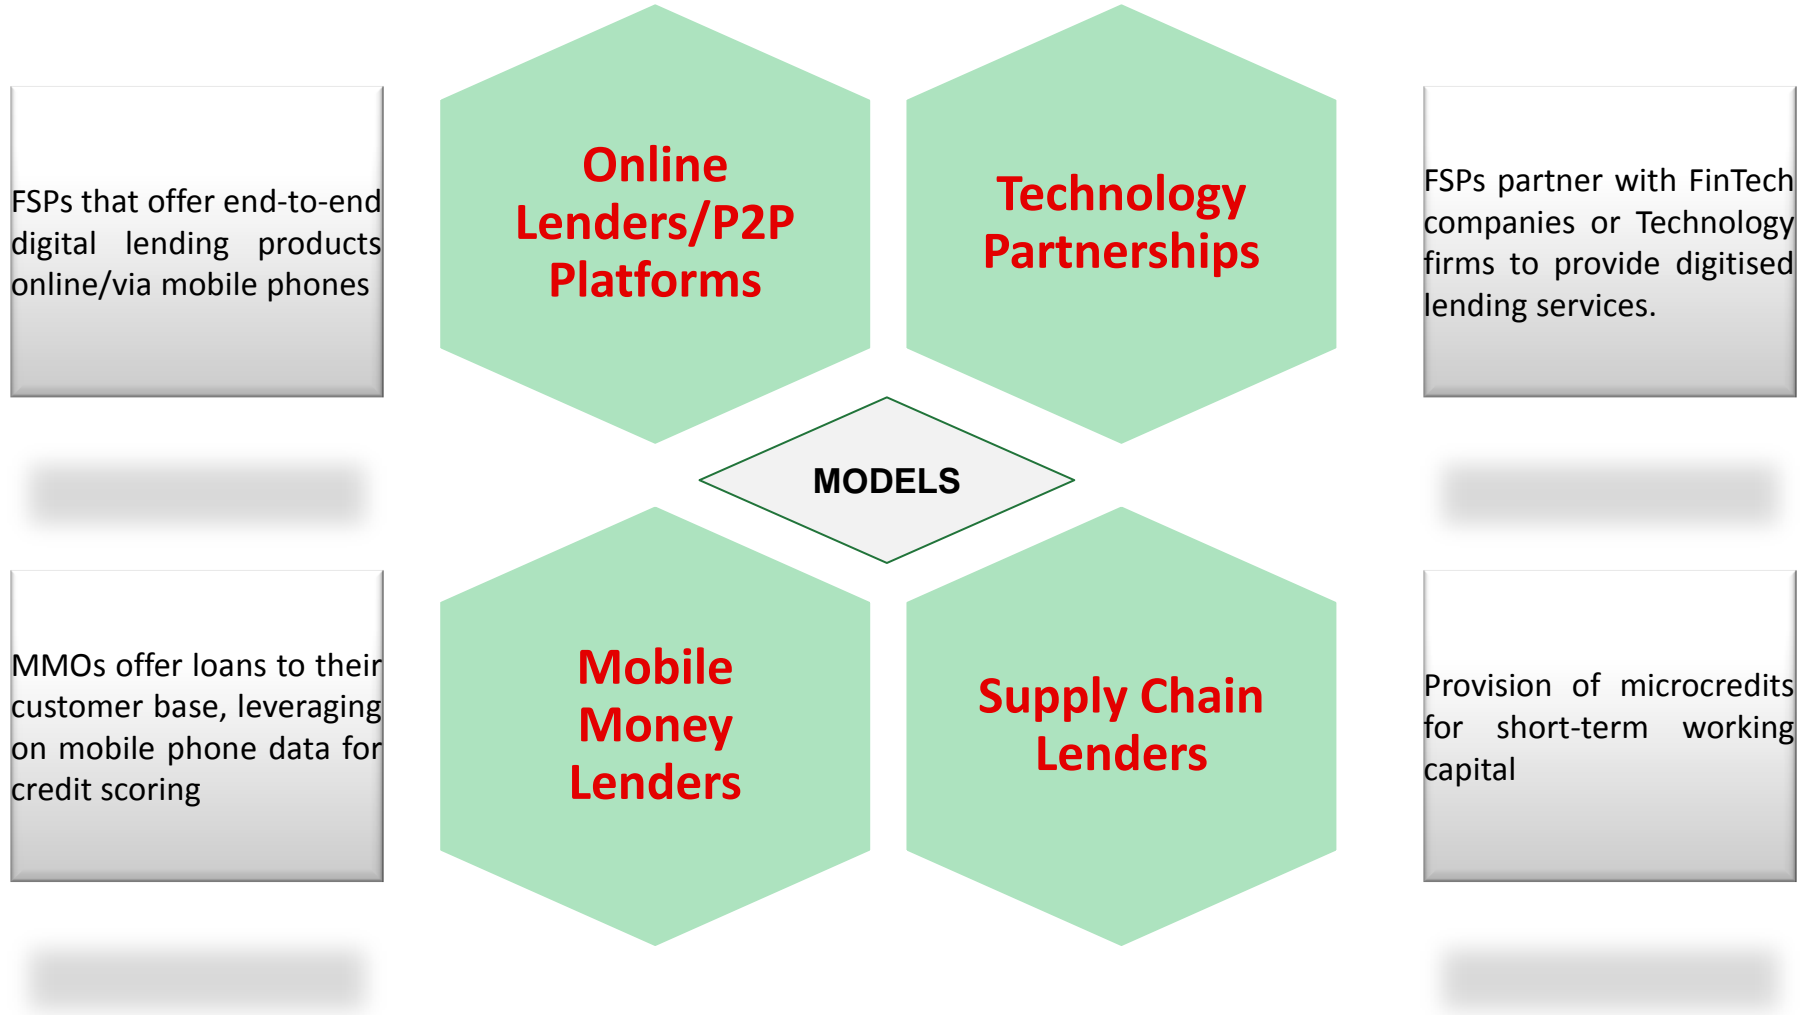 FSPs that offer end-to-end
digital lending products
online/via mobile phones
Online
Lenders/P2P
Platforms
Technology
Partnerships
FSPs partner with FinTech
companies or Technology
firms to provide digitised
lending services.
MODELS
MMOs offer loans to their
customer base, leveraging
on mobile phone data for
credit scoring
Mobile
Money
Lenders
Supply Chain
Lenders
Provision of microcredits
for short-term working
capital